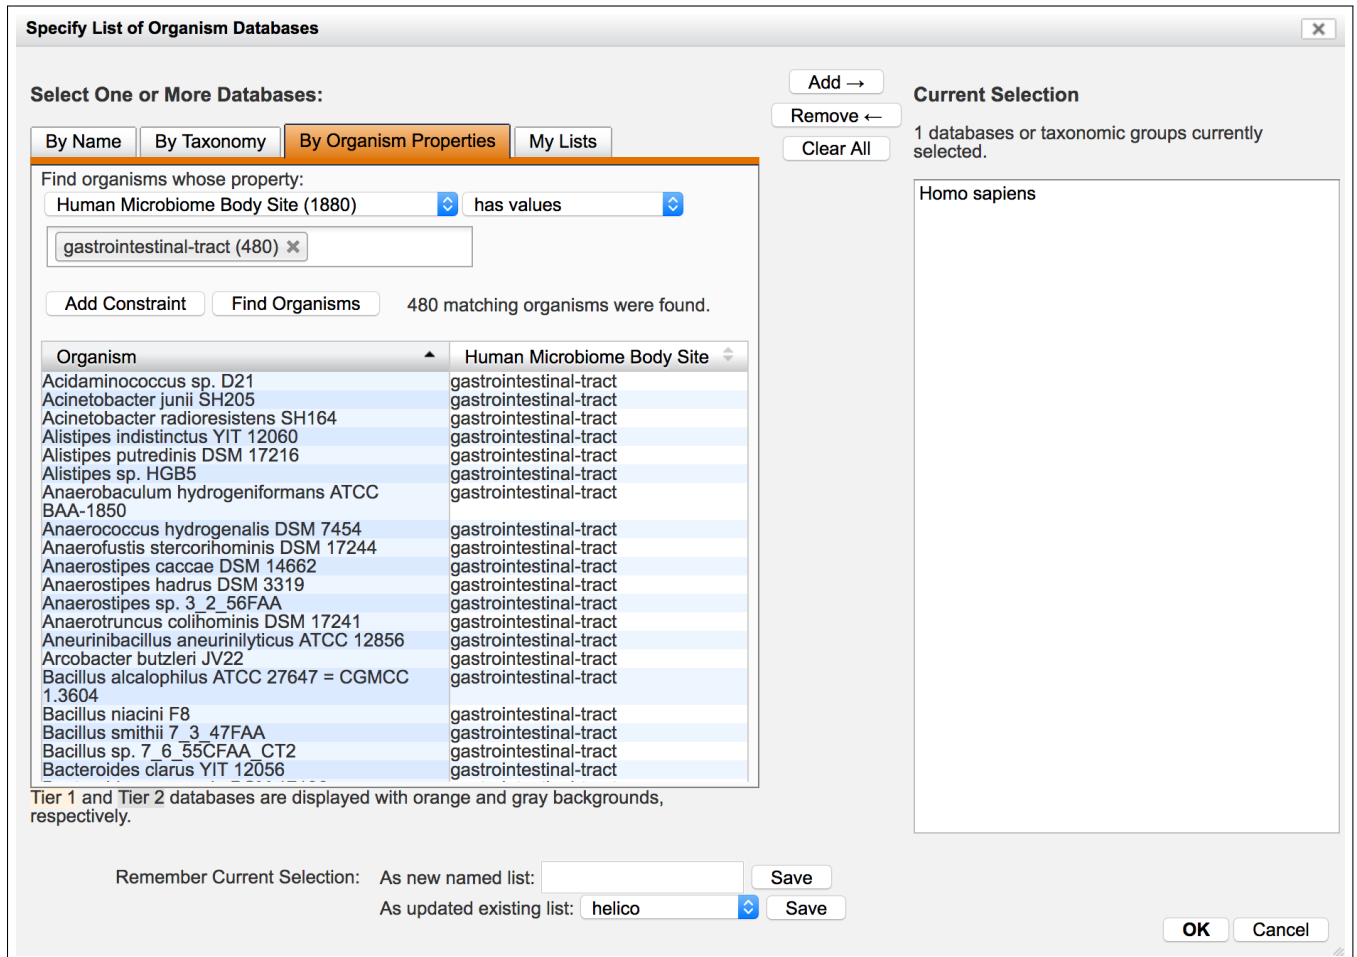 Specify List of Organism Databases
Select One or More Databases:
By Name
By Taxonomy
By Organism Properties
My Lists
Find organisms whose property:
Human Microbiome Body Site (1880)
has values
gastrointestinal-tract (480)
Add Constraint
Find Organisms
480 matching organisms were found.
Organism
Human Microbiome Body Site
Acidaminococcus sp. D21 gastrointestinal-tract
Acinetobacter junii SH205 gastrointestinal-tract
Acinetobacter radioresistens SH164 gastrointestinal-tract
Alistipes indistinctus YIT 12060 gastrointestinal-tract
Alistipes putredinis DSM 17216 gastrointestinal-tract
Alistipes sp. HGB5 gastrointestinal-tract
Anaerobaculum hydrogeniformans ATCC gastrointestinal-tract
BAA-1850
Anaerococcus hydrogenalis DSM 7454 gastrointestinal-tract
Anaerofustis stercorihominis DSM 17244 gastrointestinal-tract
Anaerostipes caccae DSM 14662 gastrointestinal-tract
Anaerostipes hadrus DSM 3319 gastrointestinal-tract
Anaerostipes sp. 3_2_56FAA gastrointestinal-tract
Anaerotruncus colihominis DSM 17241 gastrointestinal-tract
Aneurinibacillus aneurinilyticus ATCC 12856 gastrointestinal-tract
Arcobacter butzleri JV22 gastrointestinal-tract
Bacillus alcalophilus ATCC 27647 = CGMCC gastrointestinal-tract
1.3604
Bacillus niacini F8 gastrointestinal-tract
Bacillus smithii 7_3_47FAA gastrointestinal-tract
Bacillus sp. 7_6_55CFAA_CT2 gastrointestinal-tract
Bacteroides clarus YIT 12056 gastrointestinal-tract
Tier 1 and Tier 2 databases are displayed with orange and gray backgrounds,
respectively.
Add →
Remove ←
Clear All
Current Selection
1 databases or taxonomic groups currently
selected.
Homo sapiens
Remember Current Selection: As new named list:
Save
As updated existing list: helico
Save
OK
Cancel